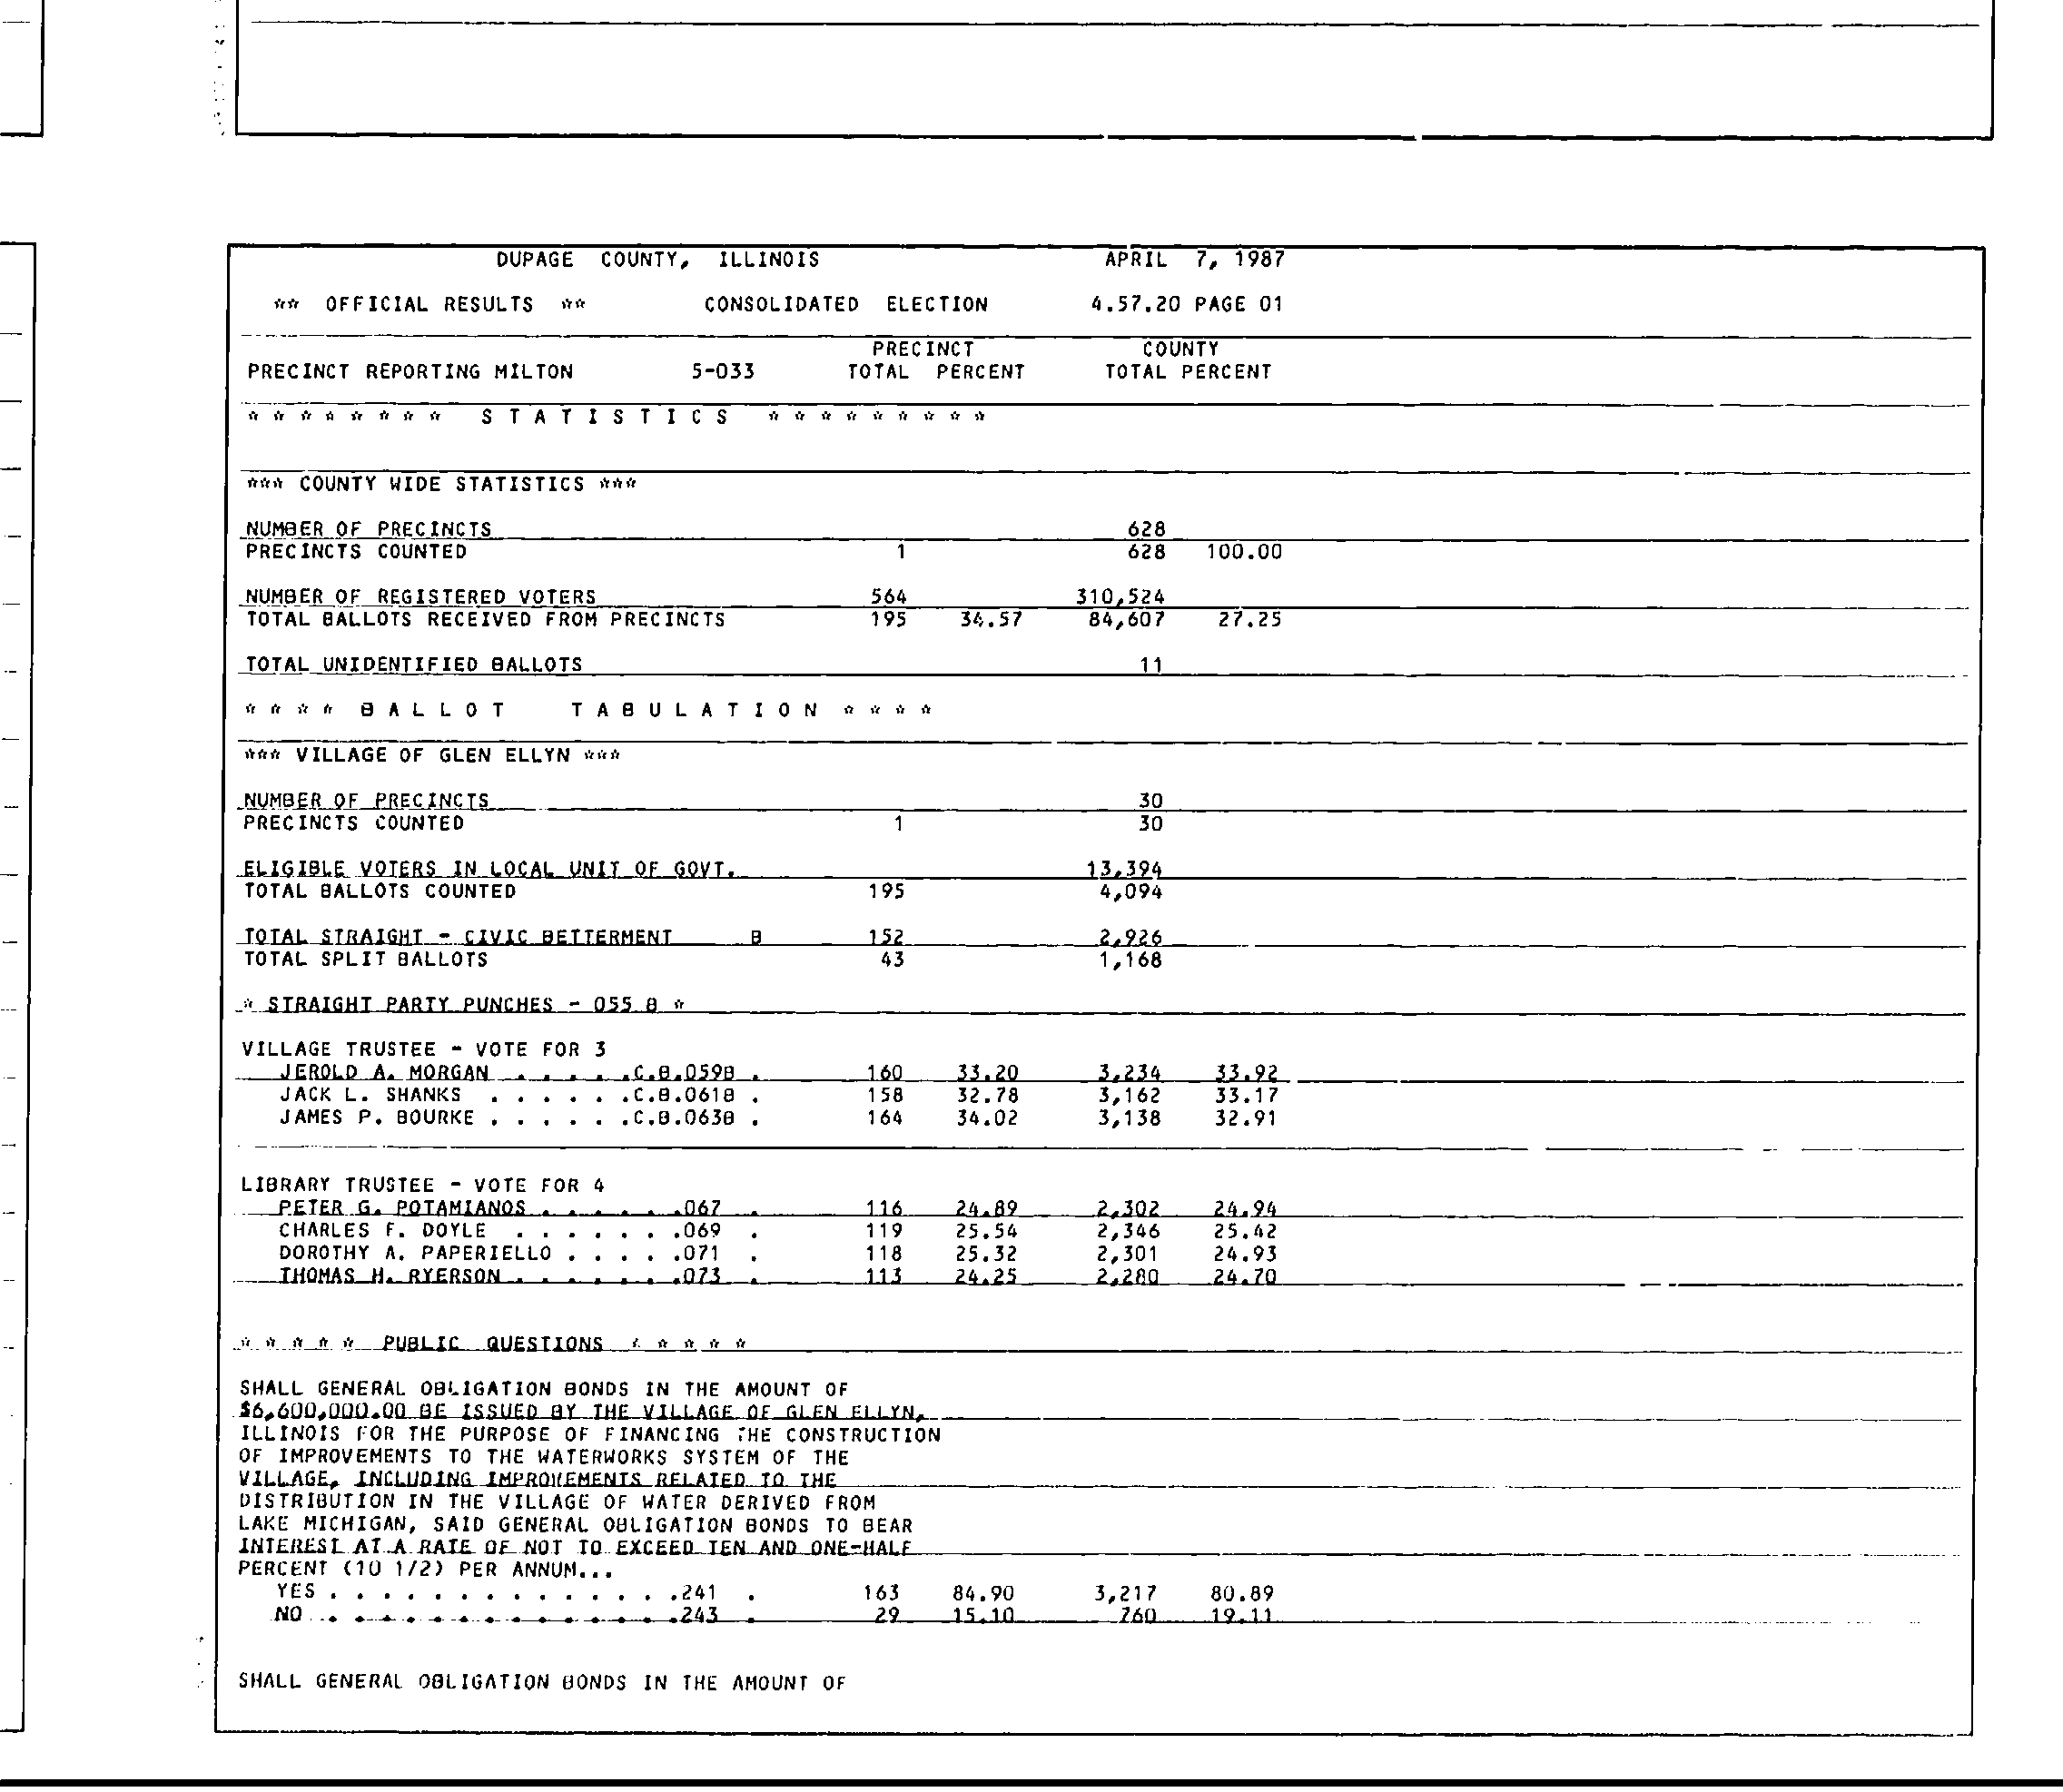 DUPAGE COUNTY, ILLINOIS APRIL 7, 1987
** OFFICIAL RESULTS ** CONSOLIDATED ELECTION 4.57.20 PAGE 01
PRECINCT COUNTY
PRECINCT REPORTING MILTON 5-033 TOTAL PERCENT TOTAL PERCENT
* * * * * * * * S T A T I S T I C S * * * * * * * * *
*** COUNTY WIDE STATISTICS ***
NUMBER OF PRECINCTS 628
PRECINCTS COUNTED 1 628 100.00
NUMBER OF REGISTERED VOTERS 564 310,524
TOTAL BALLOTS RECEIVED FROM PRECINCTS 195 34.57 84,607 27.25
TOTAL UNIDENTIFIED BALLOTS 11
* * * * B A L L O T T A B U L A T I O N * * * *
*** VILLAGE OF GLEN ELLYN ***
NUMBER OF PRECINCTS 30
PRECINCTS COUNTED 1 30
ELIGIBLE VOTERS IN LOCAL UNIT OF GOVT. 13,394
TOTAL BALLOTS COUNTED 195 4,094
TOTAL STRAIGHT - CIVIC BETTERMENT B 152 2,926
TOTAL SPLIT BALLOTS 43 1,168
* STRAIGHT PARTY PUNCHES - 055 B *
VILLAGE TRUSTEE - VOTE FOR 3
JEROLD A. MORGAN . . . . . .C.B.059B . 160 33.20 3,234 33.92
JACK L. SHANKS . . . . . .C.B.061B . 158 32.78 3,162 33.17
JAMES P. BOURKE . . . . . .C.B.063B . 164 34.02 3,138 32.91
LIBRARY TRUSTEE - VOTE FOR 4
PETER G. POTAMIANOS . . . . . .067 . 116 24.89 2,302 24.94
CHARLES F. DOYLE . . . . . . .069 . 119 25.54 2,346 25.42
DOROTHY A. PAPERIELLO . . . . .071 . 118 25.32 2,301 24.93
THOMAS H. RYERSON . . . . . . .073 . 113 24.25 2,280 24.70
* * * * * PUBLIC QUESTIONS * * * * *
SHALL GENERAL OBLIGATION BONDS IN THE AMOUNT OF
$6,600,000.00 BE ISSUED BY THE VILLAGE OF GLEN ELLYN,
ILLINOIS FOR THE PURPOSE OF FINANCING THE CONSTRUCTION
OF IMPROVEMENTS TO THE WATERWORKS SYSTEM OF THE
VILLAGE, INCLUDING IMPROVEMENTS RELATED TO THE
DISTRIBUTION IN THE VILLAGE OF WATER DERIVED FROM
LAKE MICHIGAN, SAID GENERAL OBLIGATION BONDS TO BEAR
INTEREST AT A RATE OF NOT TO EXCEED TEN AND ONE-HALF
PERCENT (10 1/2) PER ANNUM...
YES . . . . . . . . . . . . . .241 . 163 84.90 3,217 80.89
NO . . . . . . . . . . . . . . .243 . 29 15.10 760 19.11
SHALL GENERAL OBLIGATION BONDS IN THE AMOUNT OF